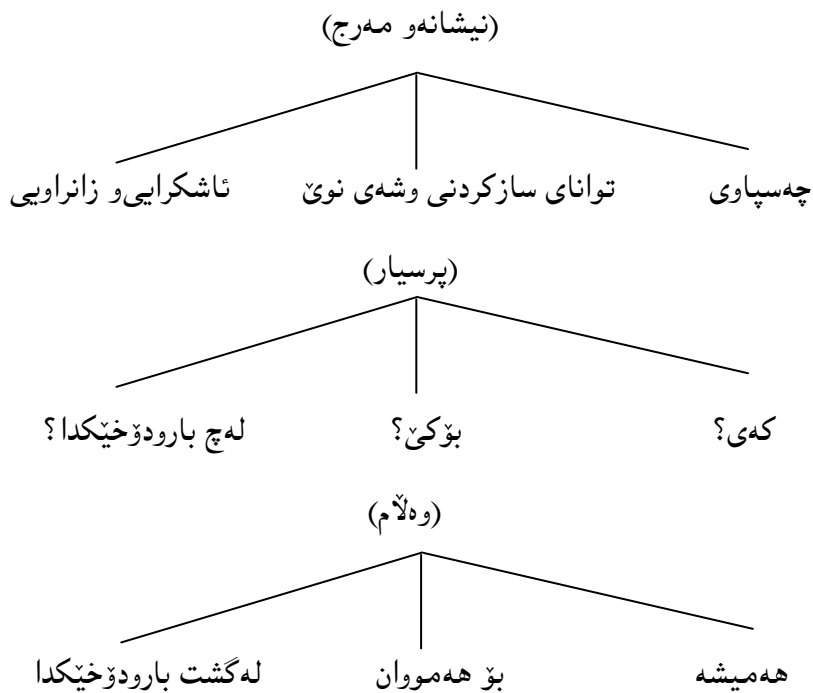 (نیشانەو مەرج)
چەسپاوی توانای سازکردنی وشەی نوێ ئاشکرایی‌و زانراویی
(پرسیار)
کەی؟ بۆکێ؟ لەچ بارودۆخێکدا؟
(وەڵام)
هەمیشە بۆ هەمووان لەگشت بارودۆخێکدا